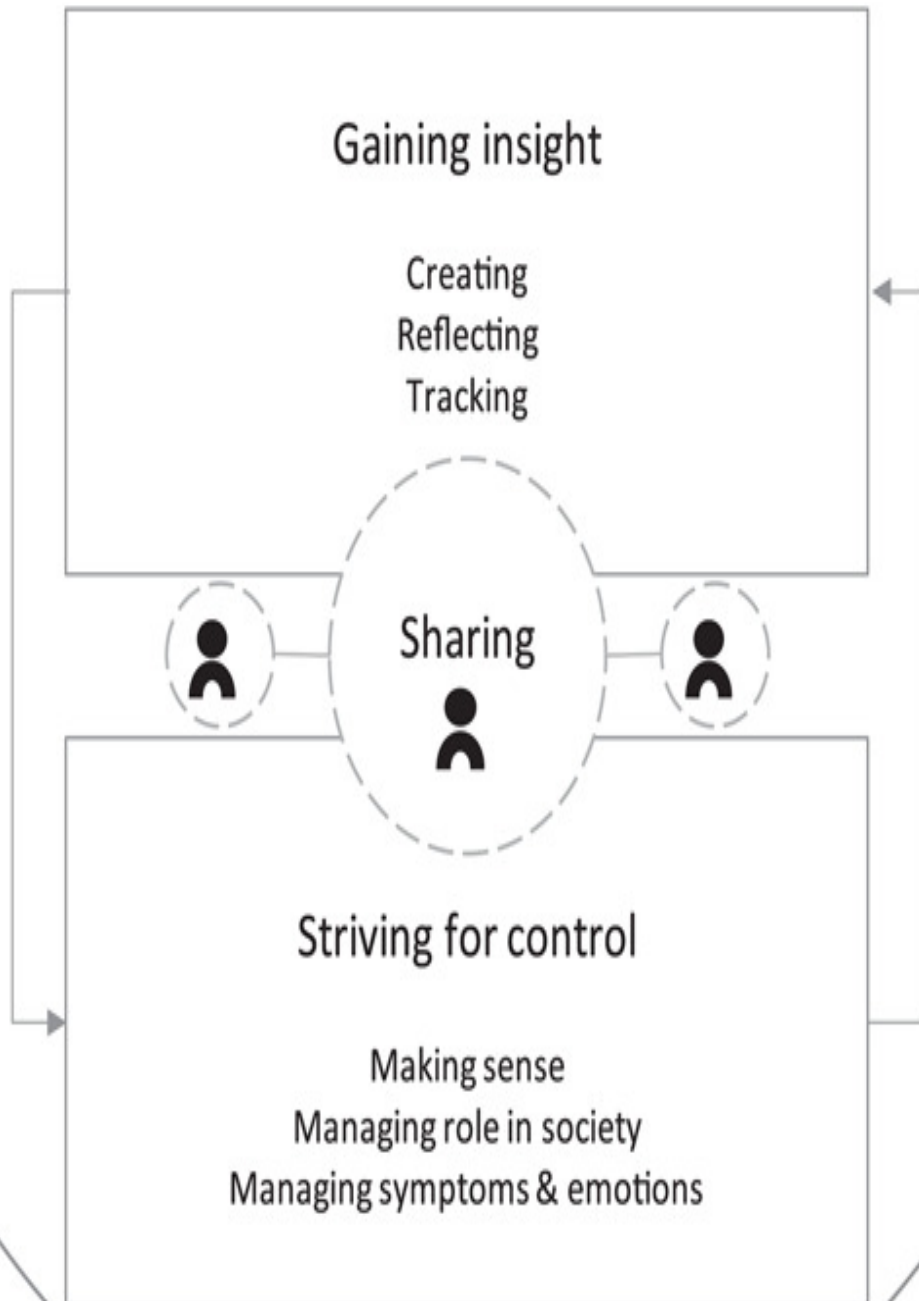 Gaining insight
Creating
Reflecting
Tracking
Sharing
Striving for control
Making sense
Managing role in society
Managing symptoms & emotions